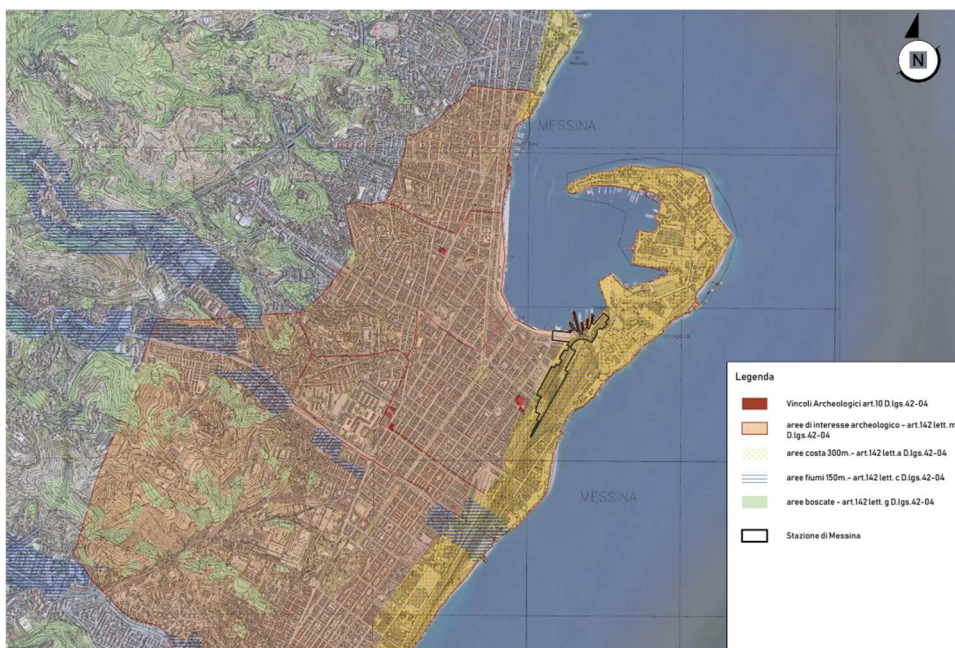 N
MESSINA
MESSINA
Legenda
Vincoli Archeologici art.10 D.lgs.42-04
aree di interesse archeologico - art.142 lett. m
D.lgs.42-04
aree costa 300m.- art.142 lett.a D.lgs.42-04
aree fiumi 150m.- art.142 lett. c D.lgs.42-04
aree boscate - art.142 lett. g D.lgs.42-04
Stazione di Messina